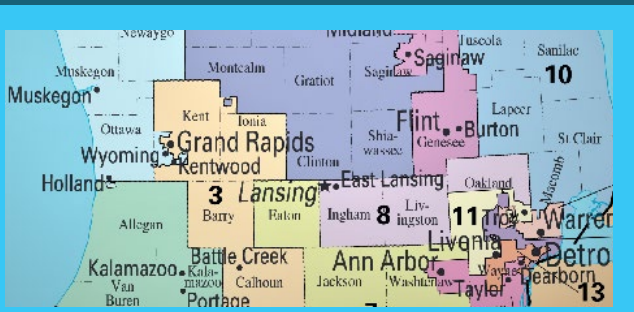 Newaygo
Midland
Tuscola
Saginaw
Sanilac
Muskegon
Montcalm
Gratiot
Saginaw
10
Muskegon
Kent
Ionia
Lapeer
Ottawa
Flint
Burton
Grand Rapids
Shia-
wassee
Genesee
St Clair
Wyoming
Kentwood
Clinton
Macomb
Holland
Lansing
East Lansing
Oakland
3
Barry
Eaton
Ingham
8
Liv-
ingston
11
Troy
Warren
Allegan
Livonia
Battle Creek
Ann Arbor
Detro
Kalamazoo
Kala-
mazoo
Calhoun
Jackson
Washtenaw
Wayne
Dearborn
Van
Buren
Portage
Taylor
13